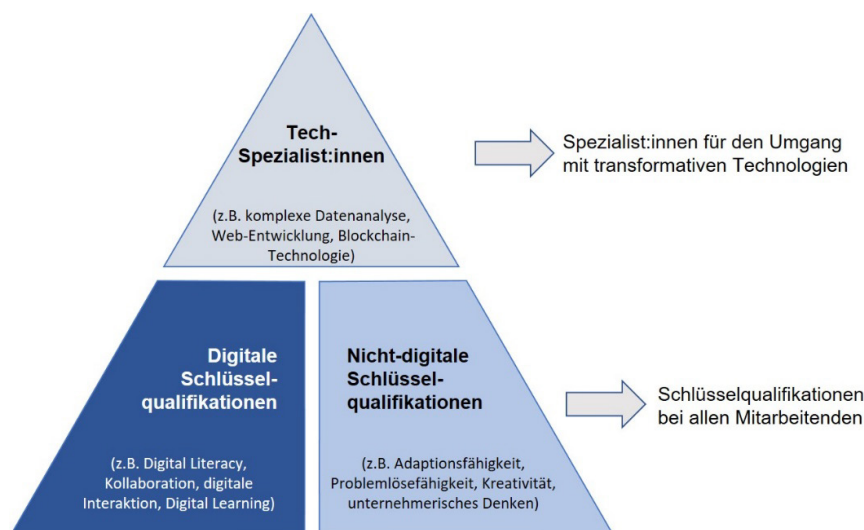 Tech-
Spezialist:innen
(z.B. komplexe Datenanalyse,
Web-Entwicklung, Blockchain-
Technologie)
Spezialist:innen für den Umgang
mit transformativen Technologien
Digitale
Schlüssel-
qualifikationen
(z.B. Digital Literacy,
Kollaboration, digitale
Interaktion, Digital Learning)
Nicht-digitale
Schlüssel-
qualifikationen
(z.B. Adaptionsfähigkeit,
Problemlösefähigkeit, Kreativität,
unternehmerisches Denken)
Schlüsselqualifikationen
bei allen Mitarbeitenden